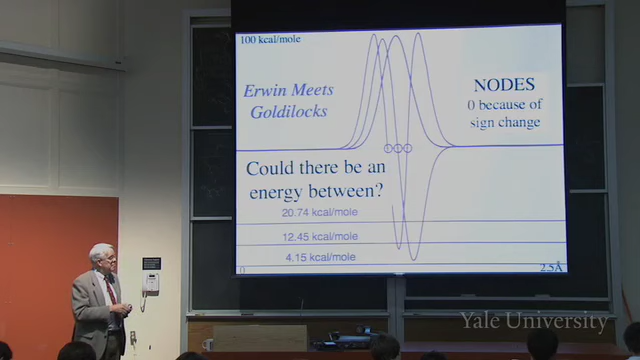 100 kcal/mole
Erwin Meets
Goldilocks
NODES
0 because of
sign change
Could there be an
energy between?
20.74 kcal/mole
12.45 kcal/mole
4.15 kcal/mole
0
2.5Å
Yale University